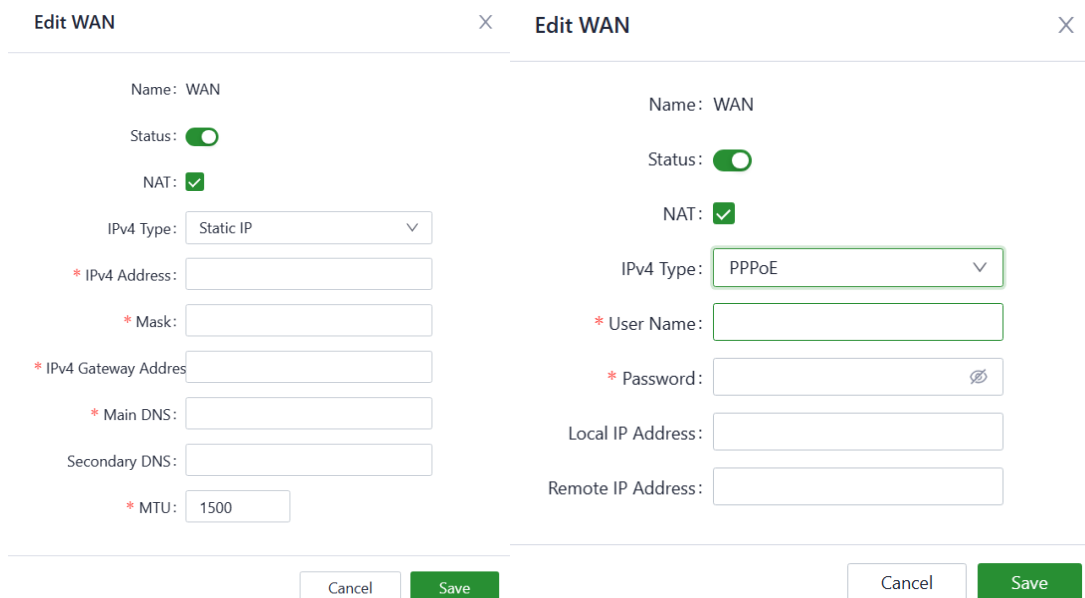 Edit WAN
Name: WAN
Status:
NAT:
IPv4 Type: Static IP
* IPv4 Address:
* Mask:
* IPv4 Gateway Addres
* Main DNS:
Secondary DNS:
* MTU: 1500
Cancel Save
Edit WAN
Name: WAN
Status:
NAT:
IPv4 Type: PPPoE
* User Name:
* Password:
Local IP Address:
Remote IP Address:
Cancel Save